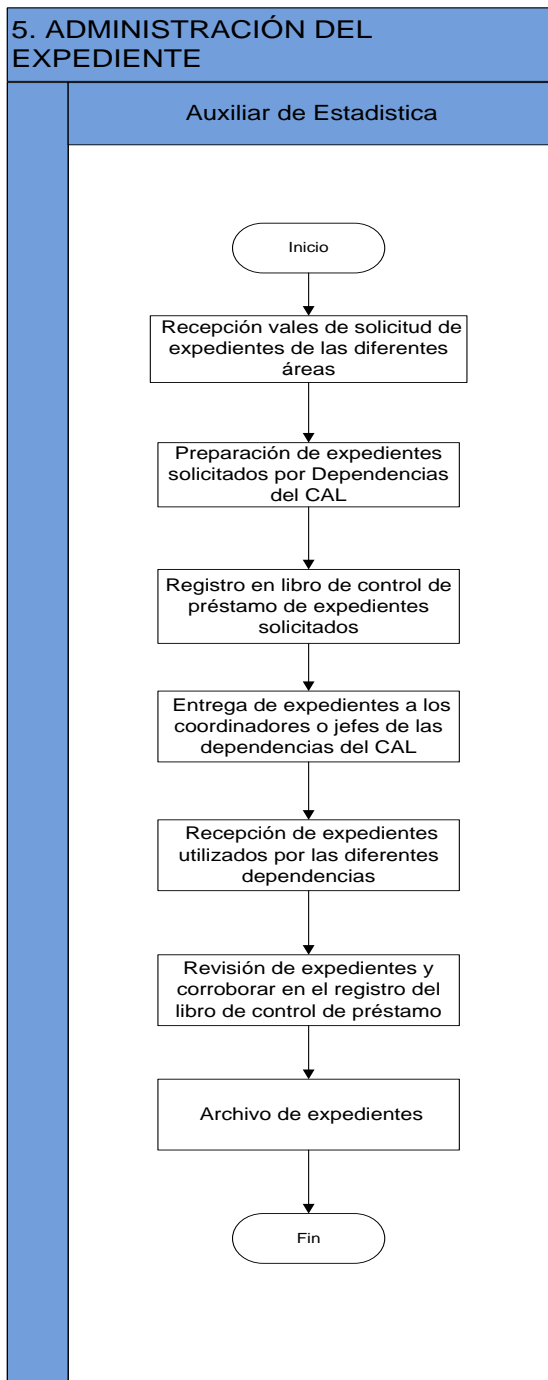 5. ADMINISTRACIÓN DEL
EXPEDIENTE
Auxiliar de Estadistica
Inicio
Recepción vales de solicitud de
expedientes de las diferentes
áreas
Preparación de expedientes
solicitados por Dependencias
del CAL
Registro en libro de control de
préstamo de expedientes
solicitados
Entrega de expedientes a los
coordinadores o jefes de las
dependencias del CAL
Recepción de expedientes
utilizados por las diferentes
dependencias
Revisión de expedientes y
corroborar en el registro del
libro de control de préstamo
Archivo de expedientes
Fin